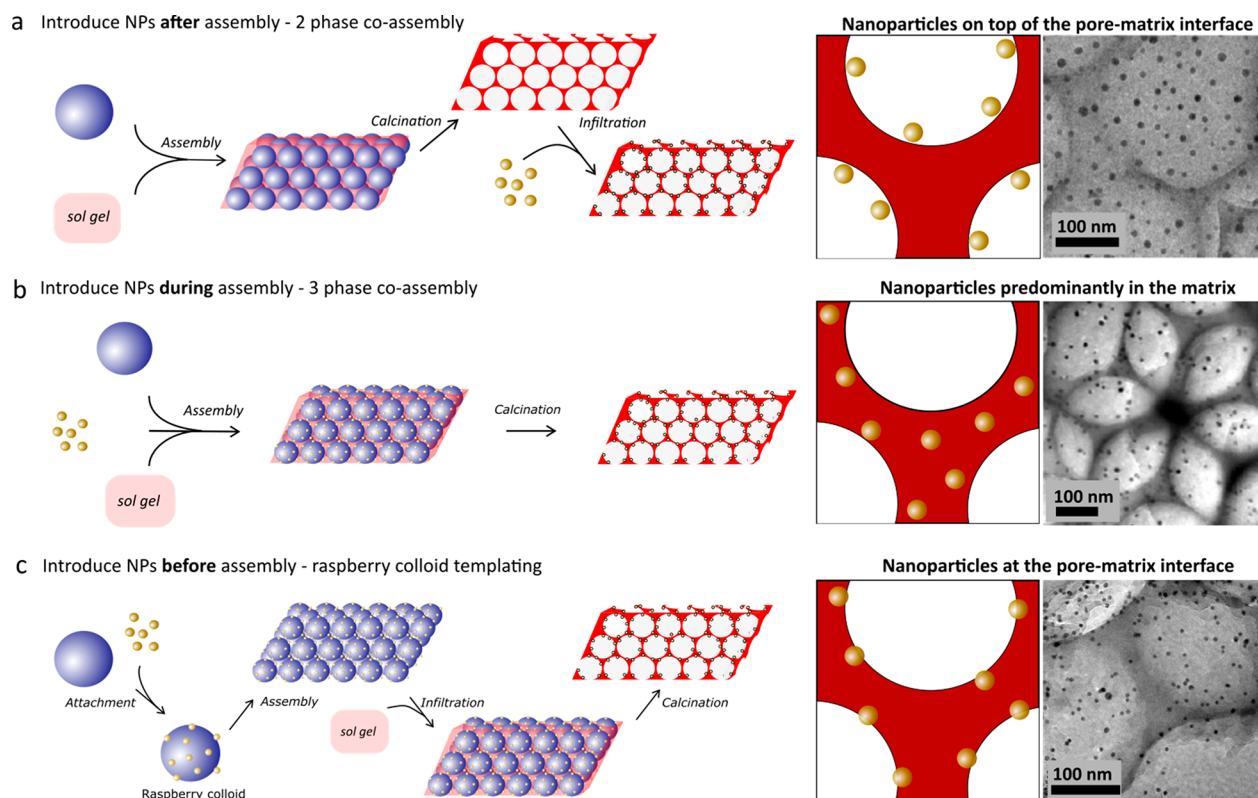 a Introduce NPs after assembly - 2 phase co-assembly
Nanoparticles on top of the pore-matrix interface
Assembly
sol gel
Calcination
Infiltration
100 nm
b Introduce NPs during assembly - 3 phase co-assembly
Nanoparticles predominantly in the matrix
Assembly
sol gel
Calcination
100 nm
c Introduce NPs before assembly - raspberry colloid templating
Nanoparticles at the pore-matrix interface
Attachment
Raspberry colloid
Assembly
sol gel
Infiltration
Calcination
100 nm